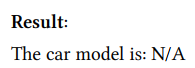 Result:
The car model is: N/A